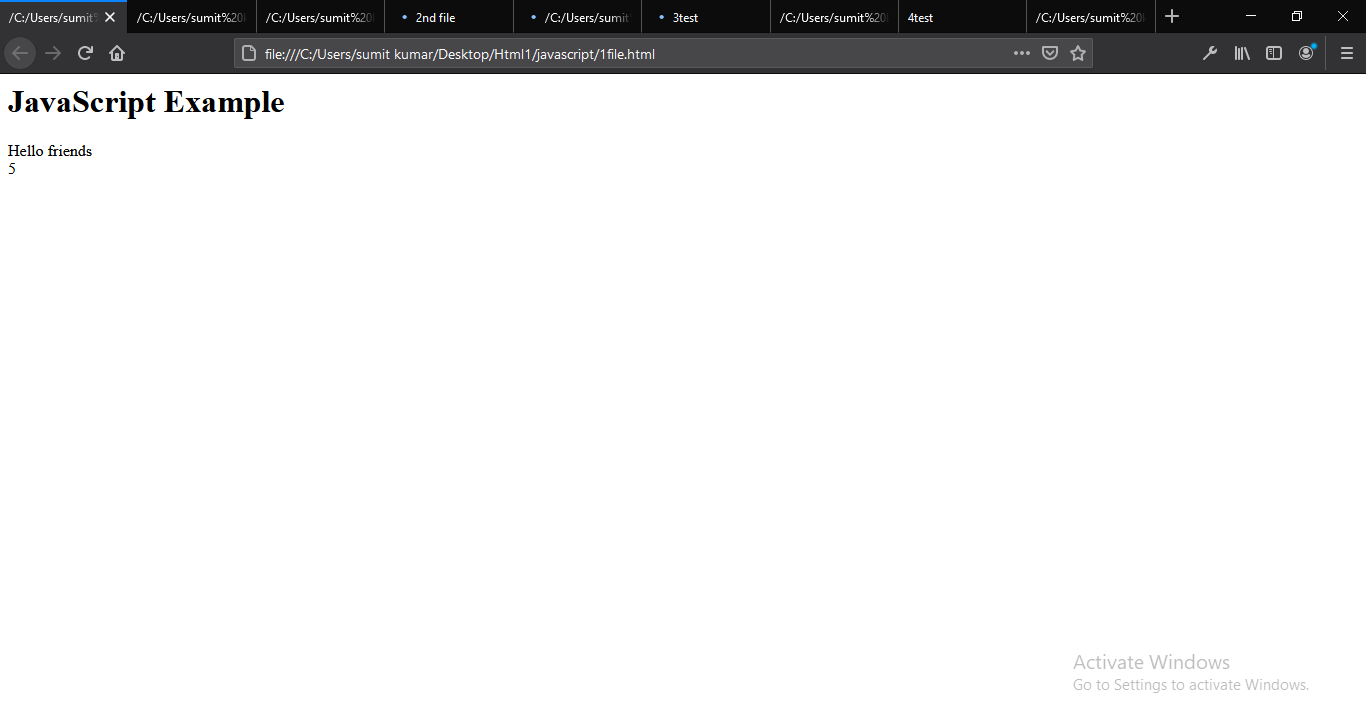 /C:/Users/sumit%
/C:/Users/sumit%20
/C:/Users/sumit%20
2nd file
/C:/Users/sumit
3test
/C:/Users/sumit%20
4test
/C:/Users/sumit%20
file:///C:/Users/sumit kumar/Desktop/Html1/javascript/1file.html
JavaScript Example
Hello friends
5
Activate Windows
Go to Settings to activate Windows.